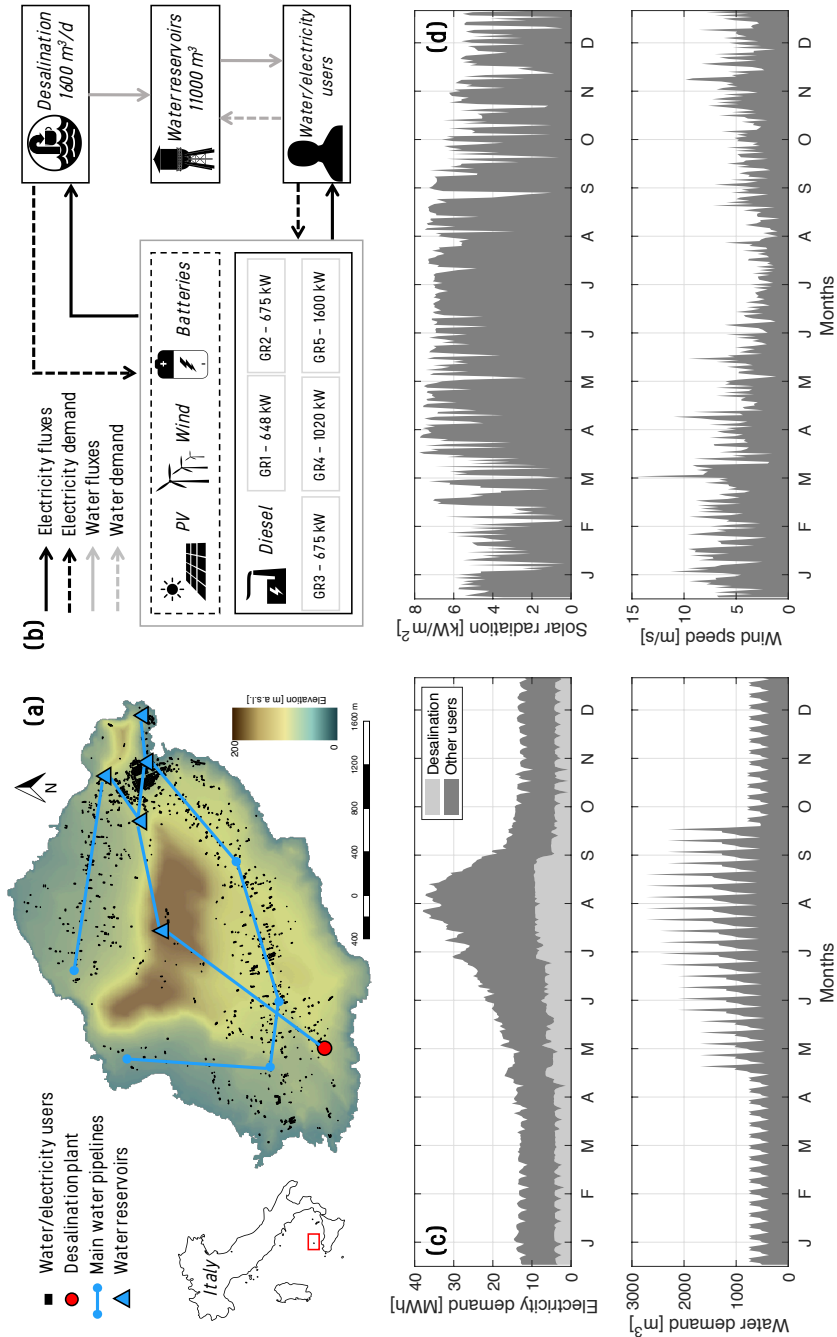 (a)
Water/electricity users
Desalination plant
Main water pipelines
Water reservoirs
Italy
N
Elevation [m a.s.l.]
200
0
400 0 400 800 1200 1600 m
(b)
Electricity fluxes
Electricity demand
Water fluxes
Water demand
PV
Wind
Batteries
Diesel
GR1 - 648 kW
GR2 - 675 kW
GR3 - 675 kW
GR4 - 1020 kW
GR5 - 1600 kW
Desalination
1600 m³/d
Water reservoirs
11000 m³
Water/electricity
users
(c)
Electricity demand [MWh]
40
30
20
10
0
Desalination
Other users
J F M A M J J A S O N D
Water demand [m³]
3000
2000
1000
0
J F M A M J J A S O N D
Months
(d)
Solar radiation [kW/m²]
8
6
4
2
0
J F M A M J J A S O N D
Wind speed [m/s]
15
10
5
0
J F M A M J J A S O N D
Months